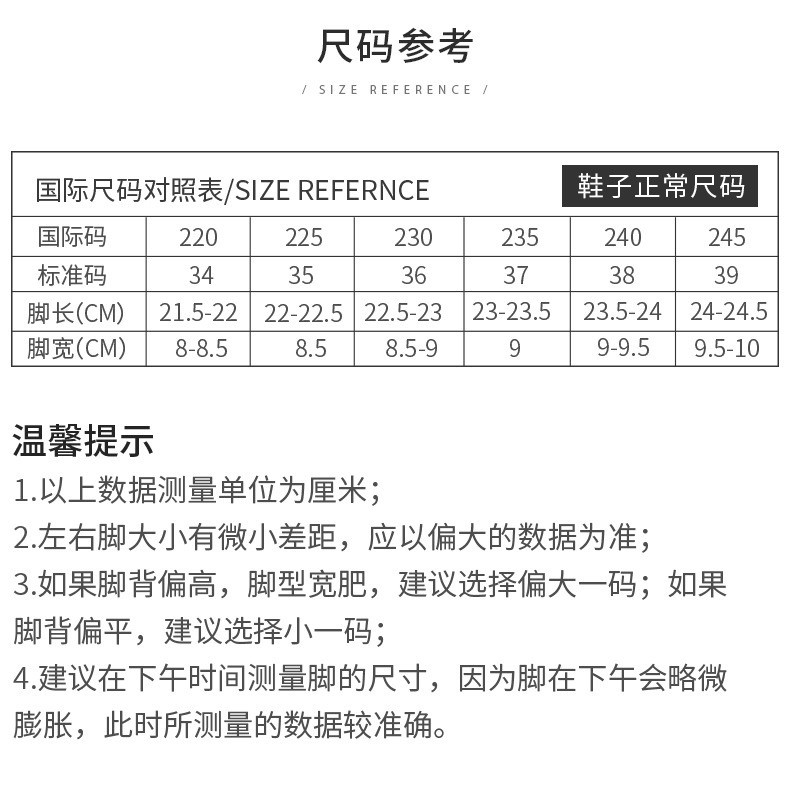 尺码参考
/ SIZE REFERENCE /
国际尺码对照表/SIZE REFERNCE 鞋子正常尺码
国际码 220 225 230 235 240 245
标准码 34 35 36 37 38 39
脚长(CM) 21.5-22 22-22.5 22.5-23 23-23.5 23.5-24 24-24.5
脚宽(CM) 8-8.5 8.5 8.5-9 9 9-9.5 9.5-10
温馨提示
1.以上数据测量单位为厘米；
2.左右脚大小有微小差距，应以偏大的数据为准；
3.如果脚背偏高，脚型宽肥，建议选择偏大一码；如果
脚背偏平，建议选择小一码；
4.建议在下午时间测量脚的尺寸，因为脚在下午会略微
膨胀，此时所测量的数据较准确。